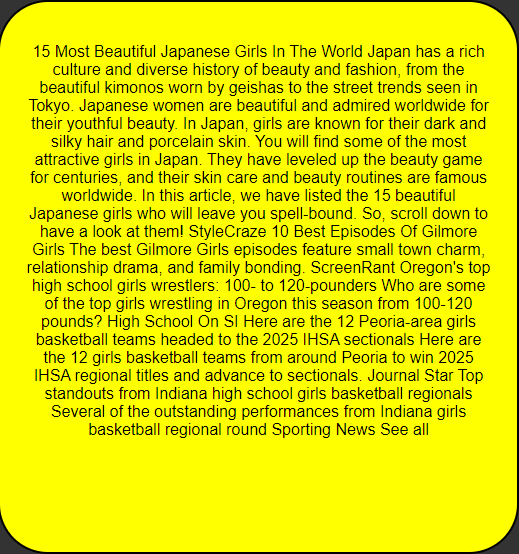 15 Most Beautiful Japanese Girls In The World Japan has a rich
culture and diverse history of beauty and fashion, from the
beautiful kimonos worn by geishas to the street trends seen in
Tokyo. Japanese women are beautiful and admired worldwide for
their youthful beauty. In Japan, girls are known for their dark and
silky hair and porcelain skin. You will find some of the most
attractive girls in Japan. They have leveled up the beauty game
for centuries, and their skin care and beauty routines are famous
worldwide. In this article, we have listed the 15 beautiful
Japanese girls who will leave you spell-bound. So, scroll down to
have a look at them! StyleCraze 10 Best Episodes Of Gilmore
Girls The best Gilmore Girls episodes feature small town charm,
relationship drama, and family bonding. ScreenRant Oregon's top
high school girls wrestlers: 100- to 120-pounders Who are some
of the top girls wrestling in Oregon this season from 100-120
pounds? High School On SI Here are the 12 Peoria-area girls
basketball teams headed to the 2025 IHSA sectionals Here are
the 12 girls basketball teams from around Peoria to win 2025
IHSA regional titles and advance to sectionals. Journal Star Top
standouts from Indiana high school girls basketball regionals
Several of the outstanding performances from Indiana girls
basketball regional round Sporting News See all